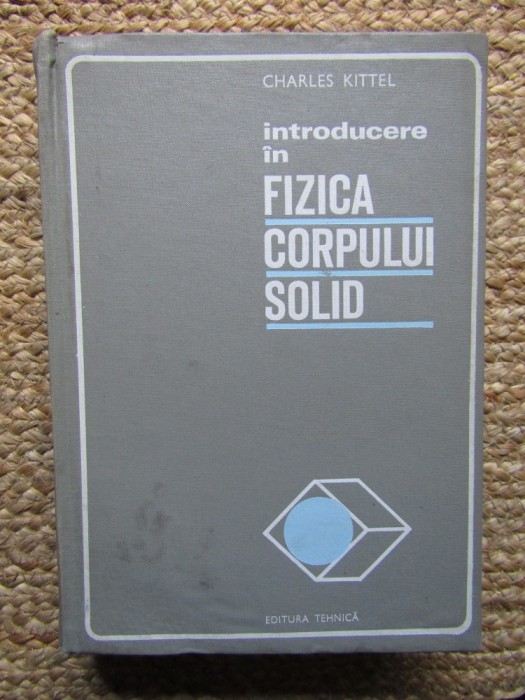 CHARLES KITTEL
introducere
în
FIZICA
CORPULUI
SOLID
EDITURA TEHNICĂ